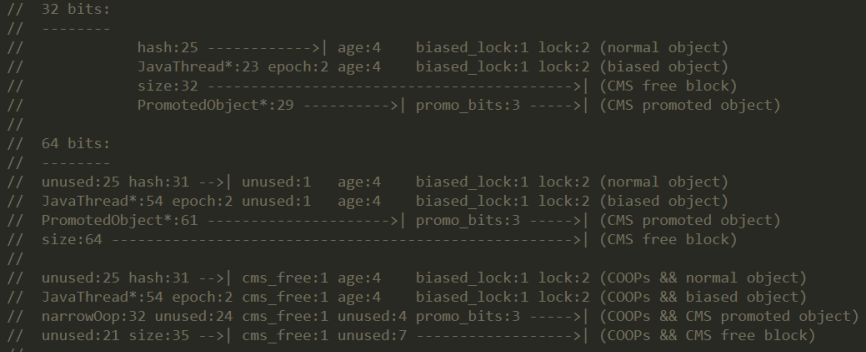 //  32 bits:
//  --------
//             hash:25 ------------>| age:4    biased_lock:1 lock:2 (normal object)
//             JavaThread*:23 epoch:2 age:4    biased_lock:1 lock:2 (biased object)
//             size:32 ------------------------------------------>| (CMS free block)
//             PromotedObject*:29 ---------->| promo_bits:3 ----->| (CMS promoted object)
//
//  64 bits:
//  --------
//  unused:25 hash:31 -->| unused:1   age:4    biased_lock:1 lock:2 (normal object)
//  JavaThread*:54 epoch:2 unused:1   age:4    biased_lock:1 lock:2 (biased object)
//  PromotedObject*:61 --------------------->| promo_bits:3 ----->| (CMS promoted object)
//  size:64 ----------------------------------------------------->| (CMS free block)
//
//  unused:25 hash:31 -->| cms_free:1 age:4    biased_lock:1 lock:2 (COOPs && normal object)
//  JavaThread*:54 epoch:2 cms_free:1 age:4    biased_lock:1 lock:2 (COOPs && biased object)
//  narrowOop:32 unused:24 cms_free:1 unused:4 promo_bits:3 ----->| (COOPs && CMS promoted object)
//  unused:21 size:35 -->| cms_free:1 unused:7 ------------------>| (COOPs && CMS free block)
//